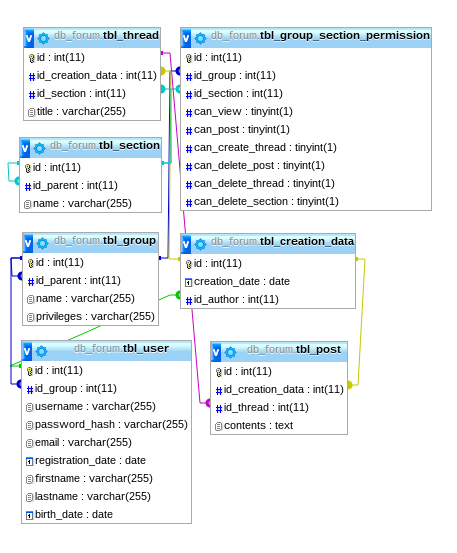 db_forum.tbl_thread
id : int(11)
id_creation_data : int(11)
id_section : int(11)
title : varchar(255)
db_forum.tbl_group_section_permission
id : int(11)
id_group : int(11)
id_section : int(11)
can_view : tinyint(1)
can_post : tinyint(1)
can_create_thread : tinyint(1)
can_delete_post : tinyint(1)
can_delete_thread : tinyint(1)
can_delete_section : tinyint(1)
db_forum.tbl_section
id : int(11)
id_parent : int(11)
name : varchar(255)
db_forum.tbl_group
id : int(11)
id_parent : int(11)
name : varchar(255)
privileges : varchar(255)
db_forum.tbl_creation_data
id : int(11)
creation_date : date
id_author : int(11)
db_forum.tbl_user
id : int(11)
id_group : int(11)
username : varchar(255)
password_hash : varchar(255)
email : varchar(255)
registration_date : date
firstname : varchar(255)
lastname : varchar(255)
birth_date : date
db_forum.tbl_post
id : int(11)
id_creation_data : int(11)
id_thread : int(11)
contents : text